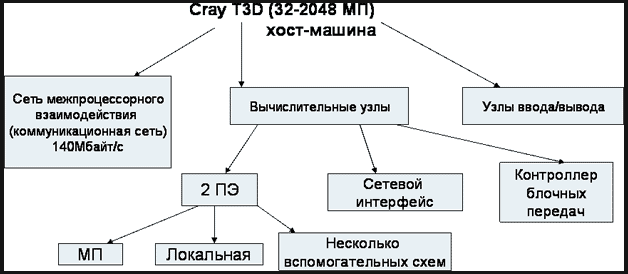 Cray T3D (32-2048 МП)
хост-машина
Сеть межпроцессорного
взаимодействия
(коммуникационная сеть)
140Мбайт/с
Вычислительные узлы
Узлы ввода/вывода
2 ПЭ
Сетевой
интерфейс
Контроллер
блочных
передач
МП
Локальная
Несколько
вспомогательных схем